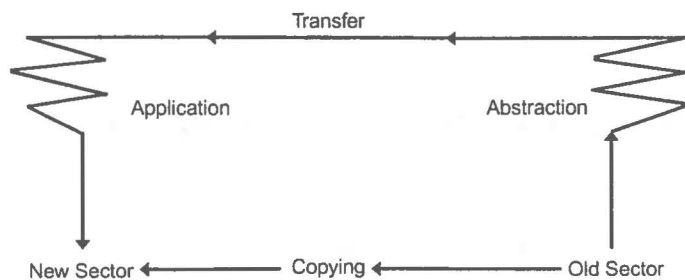 Transfer
Application
Abstraction
New Sector
Copying
Old Sector